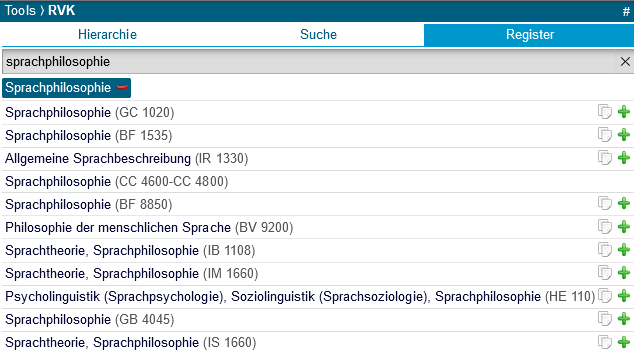 Tools ⟩ RVK #
Hierarchie Suche Register
sprachphilosophie
Sprachphilosophie
Sprachphilosophie (GC 1020)
Sprachphilosophie (BF 1535)
Allgemeine Sprachbeschreibung (IR 1330)
Sprachphilosophie (CC 4600-CC 4800)
Sprachphilosophie (BF 8850)
Philosophie der menschlichen Sprache (BV 9200)
Sprachtheorie, Sprachphilosophie (IB 1108)
Sprachtheorie, Sprachphilosophie (IM 1660)
Psycholinguistik (Sprachpsychologie), Soziolinguistik (Sprachsoziologie), Sprachphilosophie (HE 110)
Sprachphilosophie (GB 4045)
Sprachtheorie, Sprachphilosophie (IS 1660)